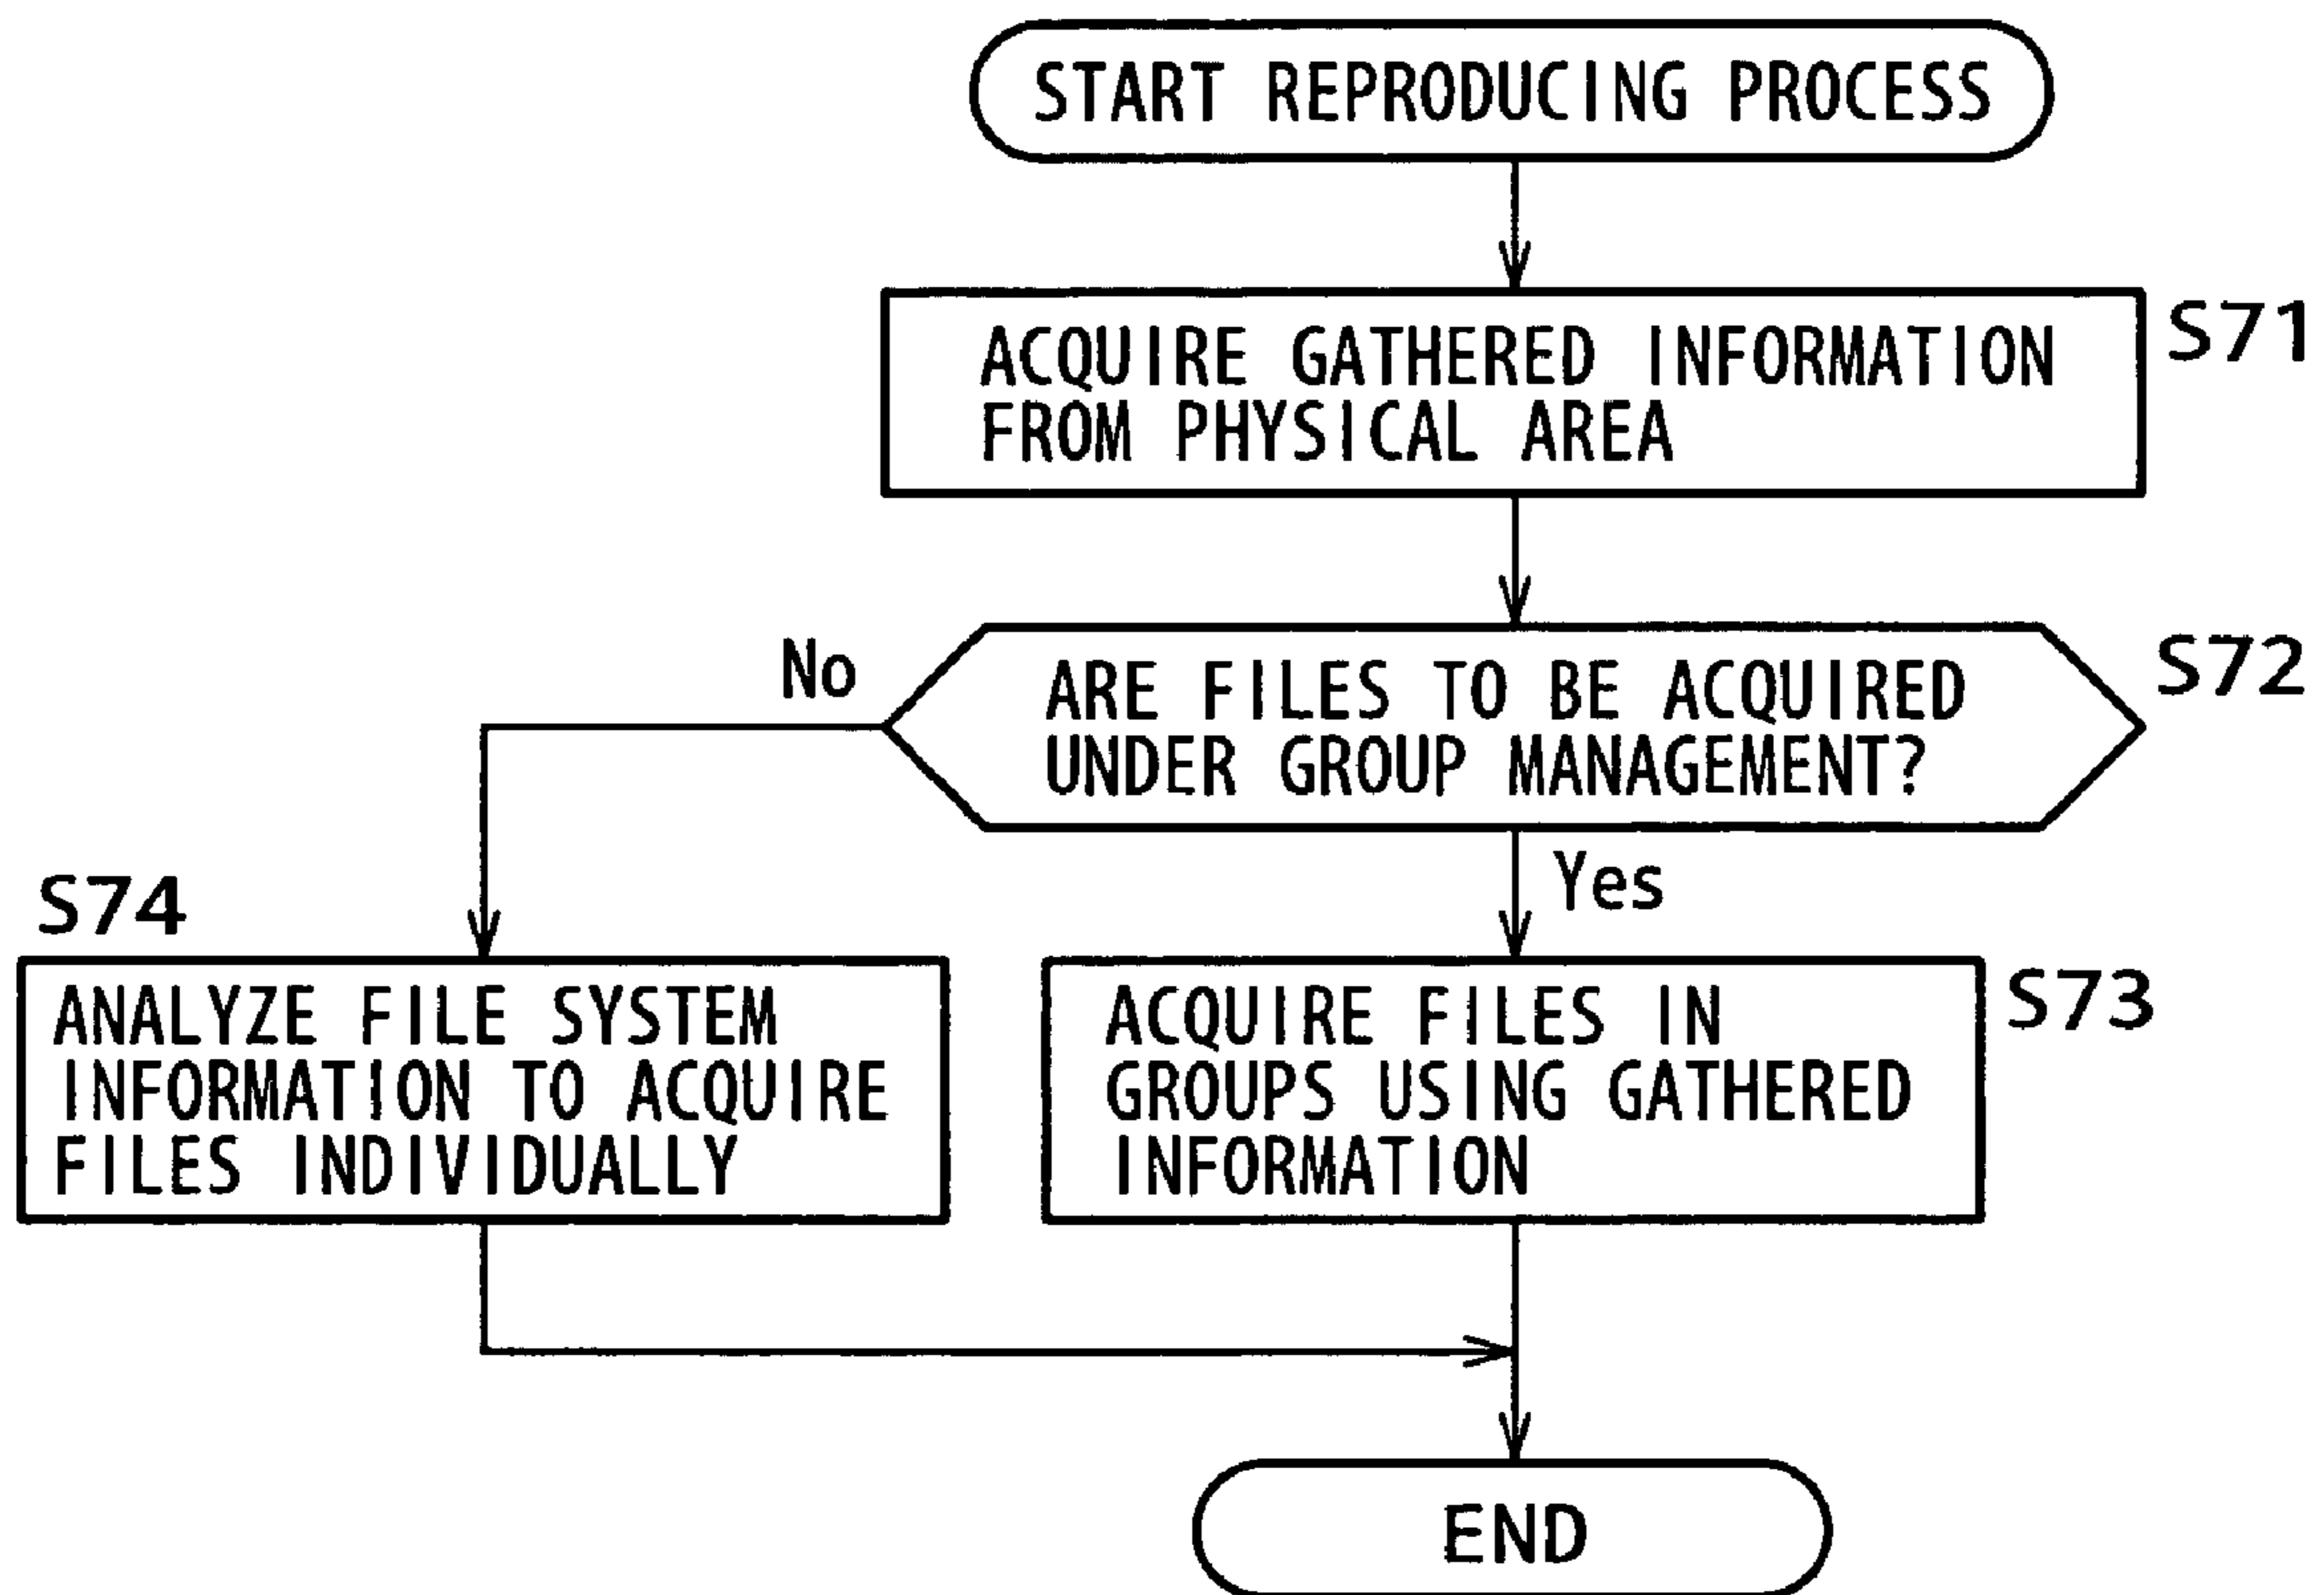 START REPRODUCING PROCESS
ACQUIRE GATHERED INFORMATION
FROM PHYSICAL AREA
S71
ARE FILES TO BE ACQUIRED
UNDER GROUP MANAGEMENT?
S72
No
Yes
S74
ANALYZE FILE SYSTEM
INFORMATION TO ACQUIRE
FILES INDIVIDUALLY
ACQUIRE FILES IN
GROUPS USING GATHERED
INFORMATION
S73
END